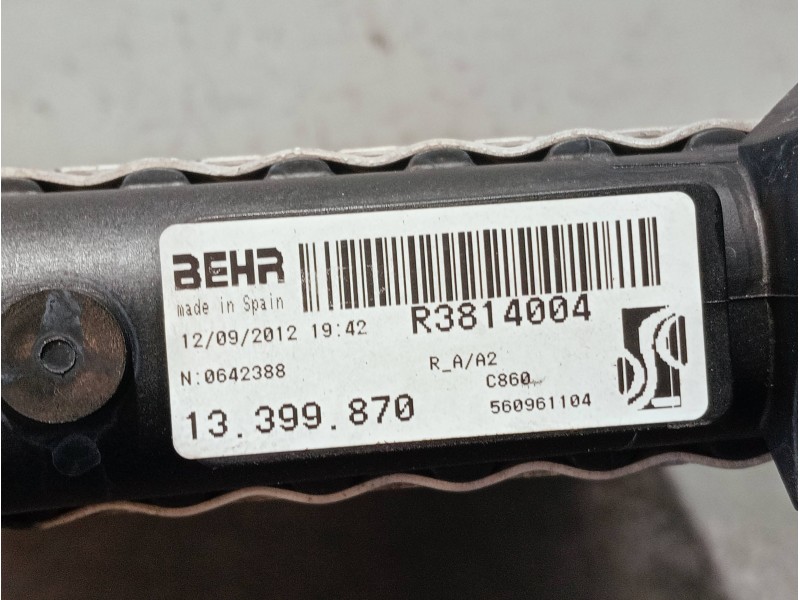 BEHR
made in Spain
R3814004
12/09/2012 19:42
R_A/A2
N:0642388
C860
13.399.870
560961104